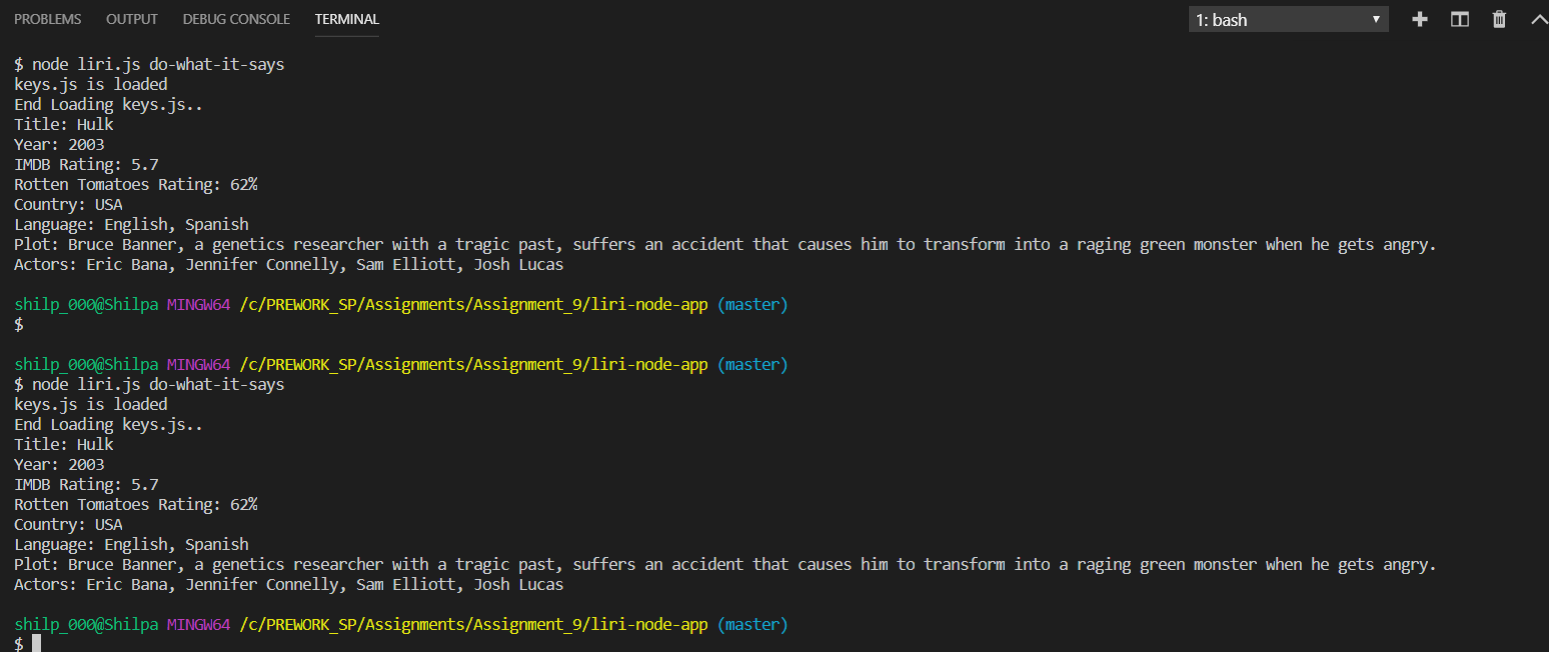 PROBLEMS OUTPUT DEBUG CONSOLE TERMINAL 1: bash
$ node liri.js do-what-it-says
keys.js is loaded
End Loading keys.js..
Title: Hulk
Year: 2003
IMDB Rating: 5.7
Rotten Tomatoes Rating: 62%
Country: USA
Language: English, Spanish
Plot: Bruce Banner, a genetics researcher with a tragic past, suffers an accident that causes him to transform into a raging green monster when he gets angry.
Actors: Eric Bana, Jennifer Connelly, Sam Elliott, Josh Lucas
shilp_000@Shilpa MINGW64 /c/PREWORK_SP/Assignments/Assignment_9/liri-node-app (master)
$
shilp_000@Shilpa MINGW64 /c/PREWORK_SP/Assignments/Assignment_9/liri-node-app (master)
$ node liri.js do-what-it-says
keys.js is loaded
End Loading keys.js..
Title: Hulk
Year: 2003
IMDB Rating: 5.7
Rotten Tomatoes Rating: 62%
Country: USA
Language: English, Spanish
Plot: Bruce Banner, a genetics researcher with a tragic past, suffers an accident that causes him to transform into a raging green monster when he gets angry.
Actors: Eric Bana, Jennifer Connelly, Sam Elliott, Josh Lucas
shilp_000@Shilpa MINGW64 /c/PREWORK_SP/Assignments/Assignment_9/liri-node-app (master)
$